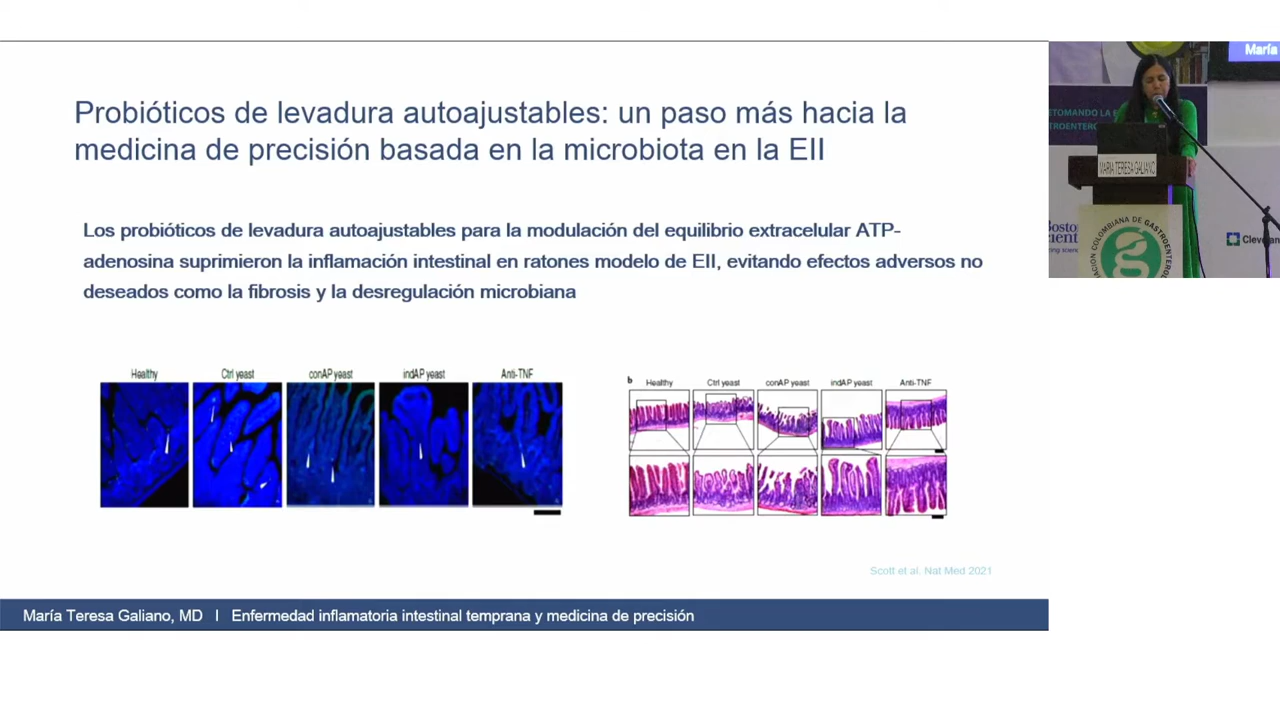 Probióticos de levadura autoajustables: un paso más hacia la
medicina de precisión basada en la microbiota en la EII
Los probióticos de levadura autoajustables para la modulación del equilibrio extracelular ATP-
adenosina suprimieron la inflamación intestinal en ratones modelo de EII, evitando efectos adversos no
deseados como la fibrosis y la desregulación microbiana
Healthy
Ctrl yeast
conAP yeast
indAP yeast
Anti-TNF
b
Healthy
Ctrl yeast
conAP yeast
indAP yeast
Anti-TNF
Scott et al. Nat Med 2021
María Teresa Galiano, MD I Enfermedad inflamatoria intestinal temprana y medicina de precisión
María
MARIA TERESA GALIANO